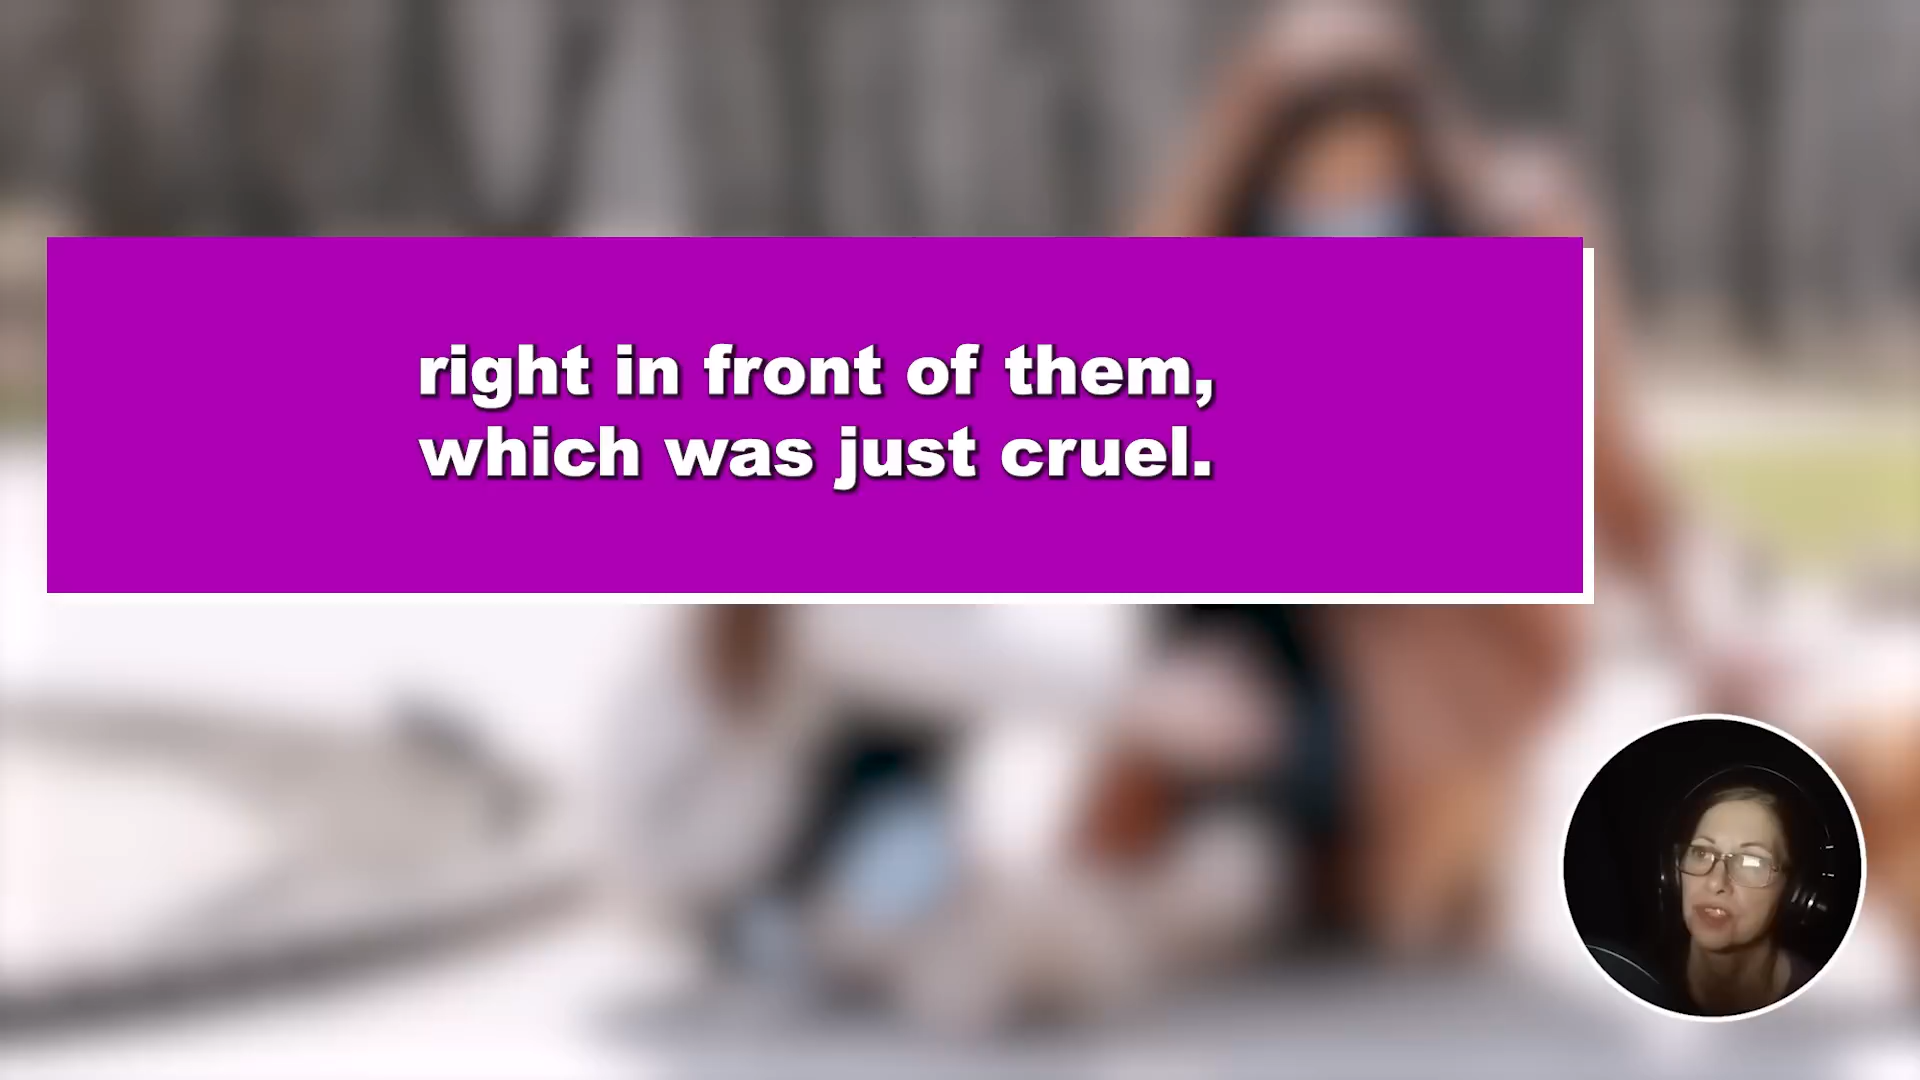 right in front of them,
which was just cruel.